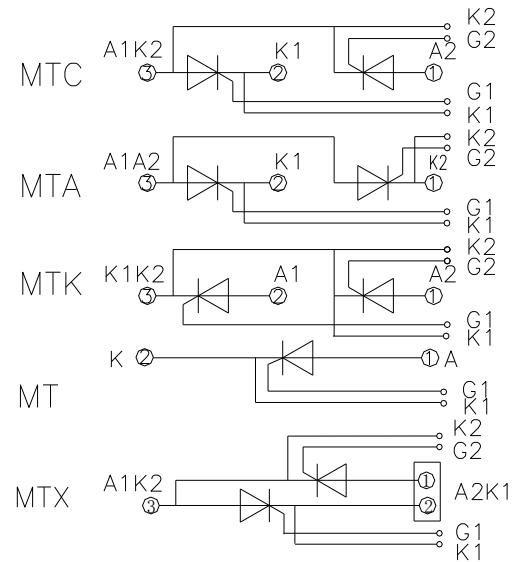 K2
G2
A1K2 K1 A2
MTC ③ ② ①
G1
K1
K2
A1A2 K1 K2 G2
MTA ③ ② ①
G1
K1
K2
K1K2 A1 A2 G2
MTK ③ ② ①
G1
K1
K ② ① A
MT
G1
K1
K2
G2
A1K2 ①
MTX ③ ② A2K1
G1
K1